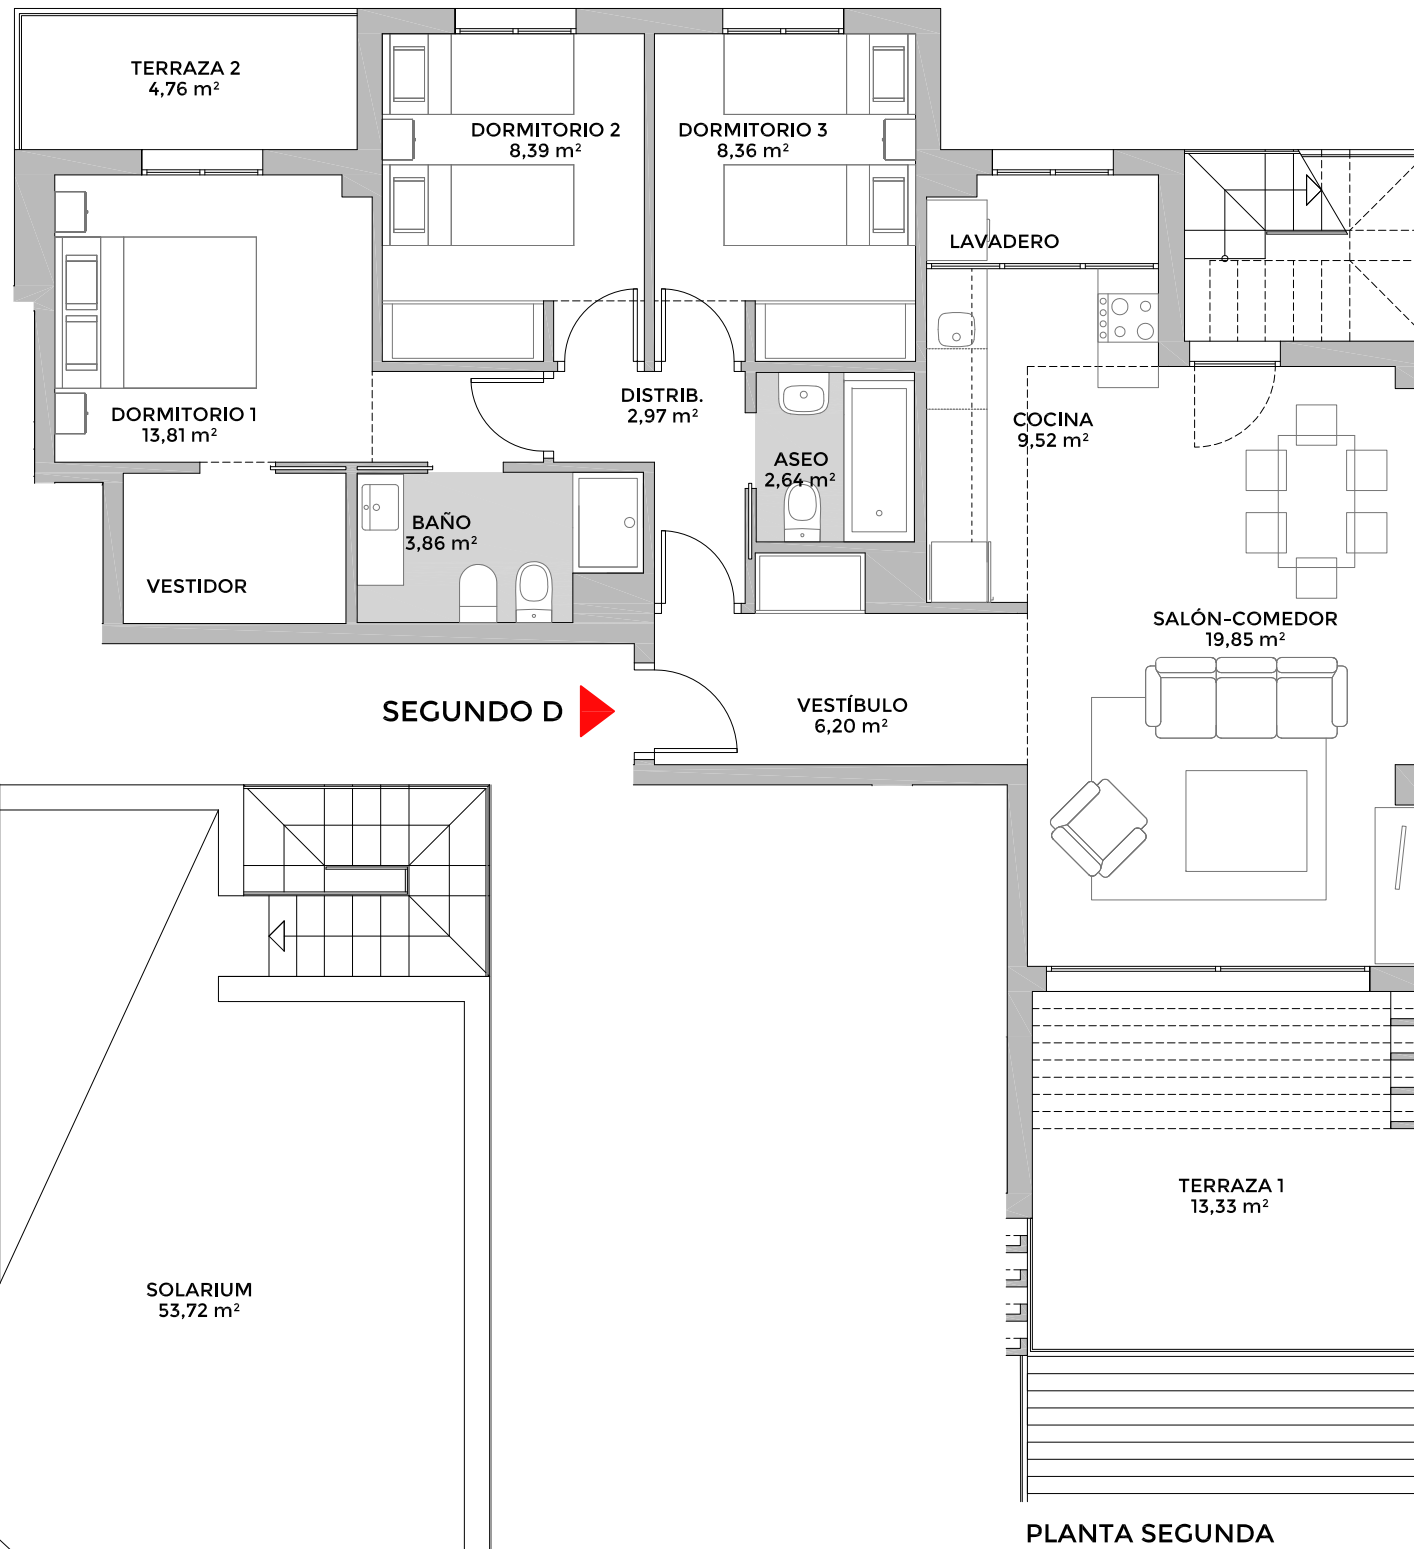 TERRAZA 2
4,76 m²
DORMITORIO 2
8,39 m²
DORMITORIO 3
8,36 m²
LAVADERO
DORMITORIO 1
13,81 m²
DISTRIB.
2,97 m²
COCINA
9,52 m²
ASEO
2,64 m²
BAÑO
3,86 m²
VESTIDOR
SALÓN-COMEDOR
19,85 m²
SEGUNDO D
VESTÍBULO
6,20 m²
TERRAZA 1
13,33 m²
SOLARIUM
53,72 m²
PLANTA SEGUNDA